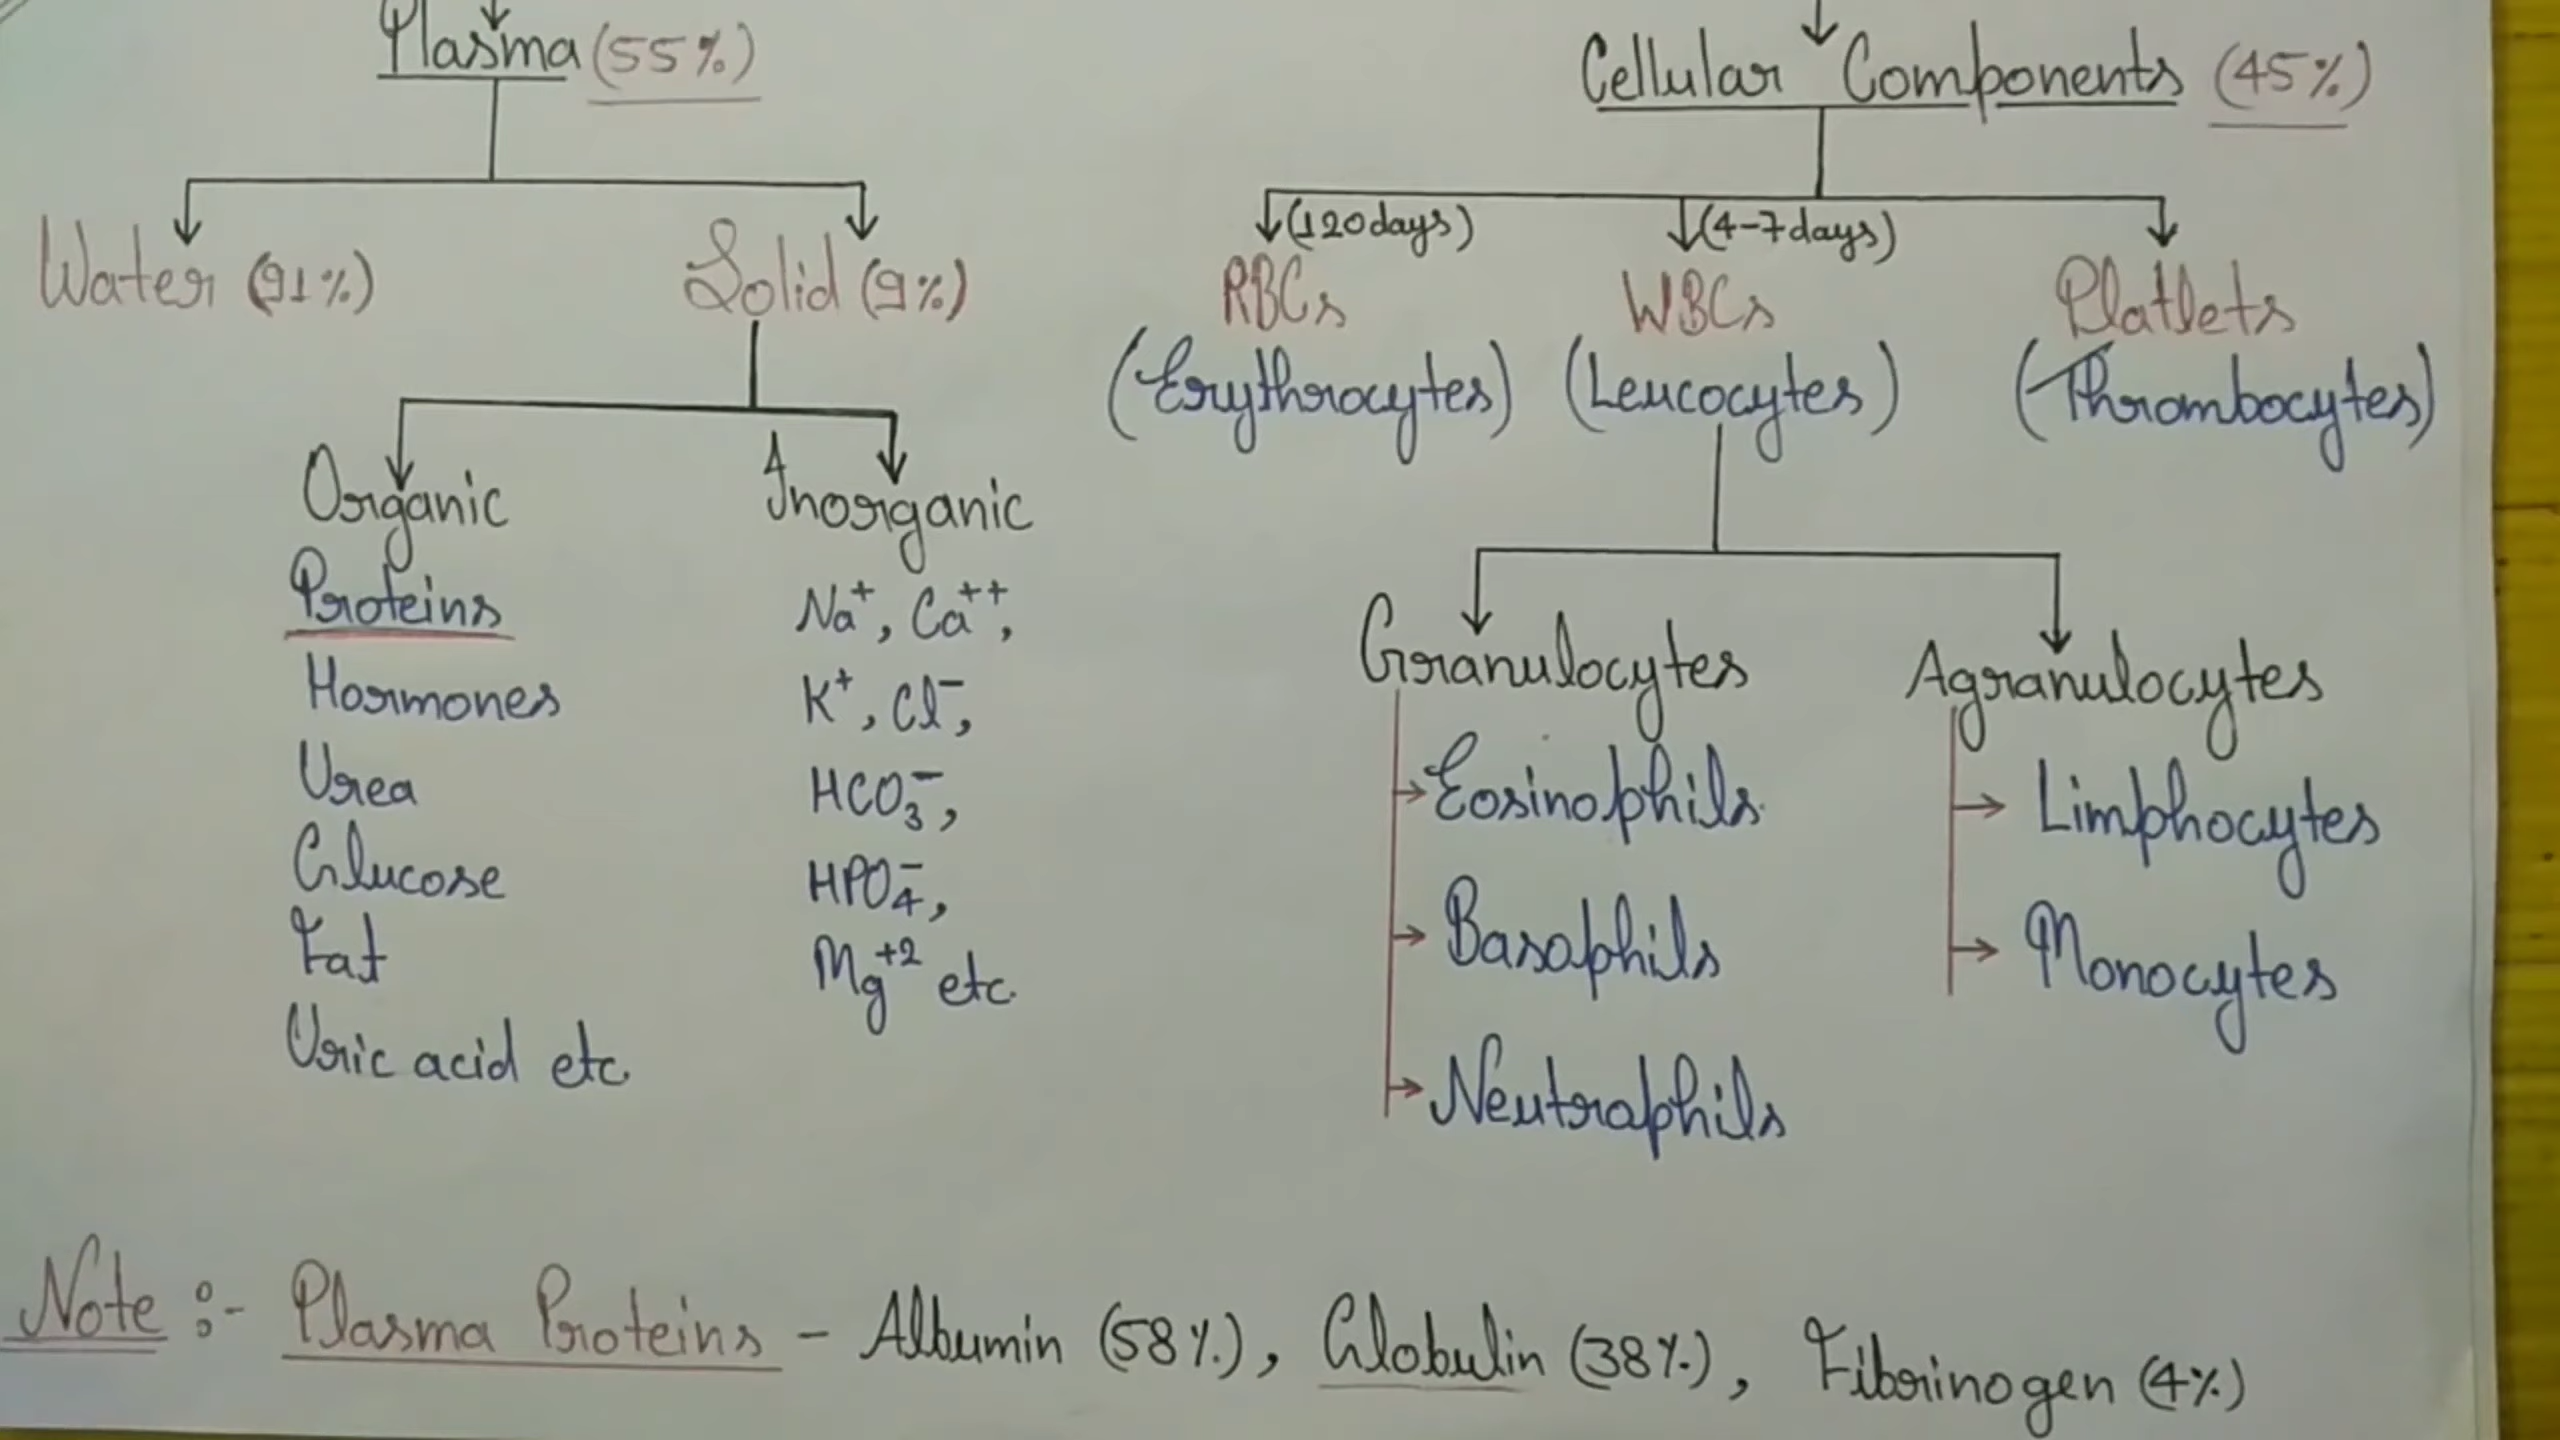 Plasma (55%)
Cellular Components (45%)
Water (91%)
Solid (9%)
(120 days)
(4-7 days)
RBCs
(Erythrocytes)
WBCs
(Leucocytes)
Platlets
(Thrombocytes)
Organic
Proteins
Hormones
Urea
Glucose
Fat
Uric acid etc.
Inorganic
Na⁺, Ca⁺⁺,
K⁺, Cl⁻,
HCO₃⁻,
HPO₄⁻,
Mg⁺² etc.
Granulocytes
Eosinophils
Basophils
Neutraphils
Agranulocytes
Limphocytes
Monocytes
Note :- Plasma Proteins - Albumin (58%), Globulin (38%), Fibrinogen (4%)